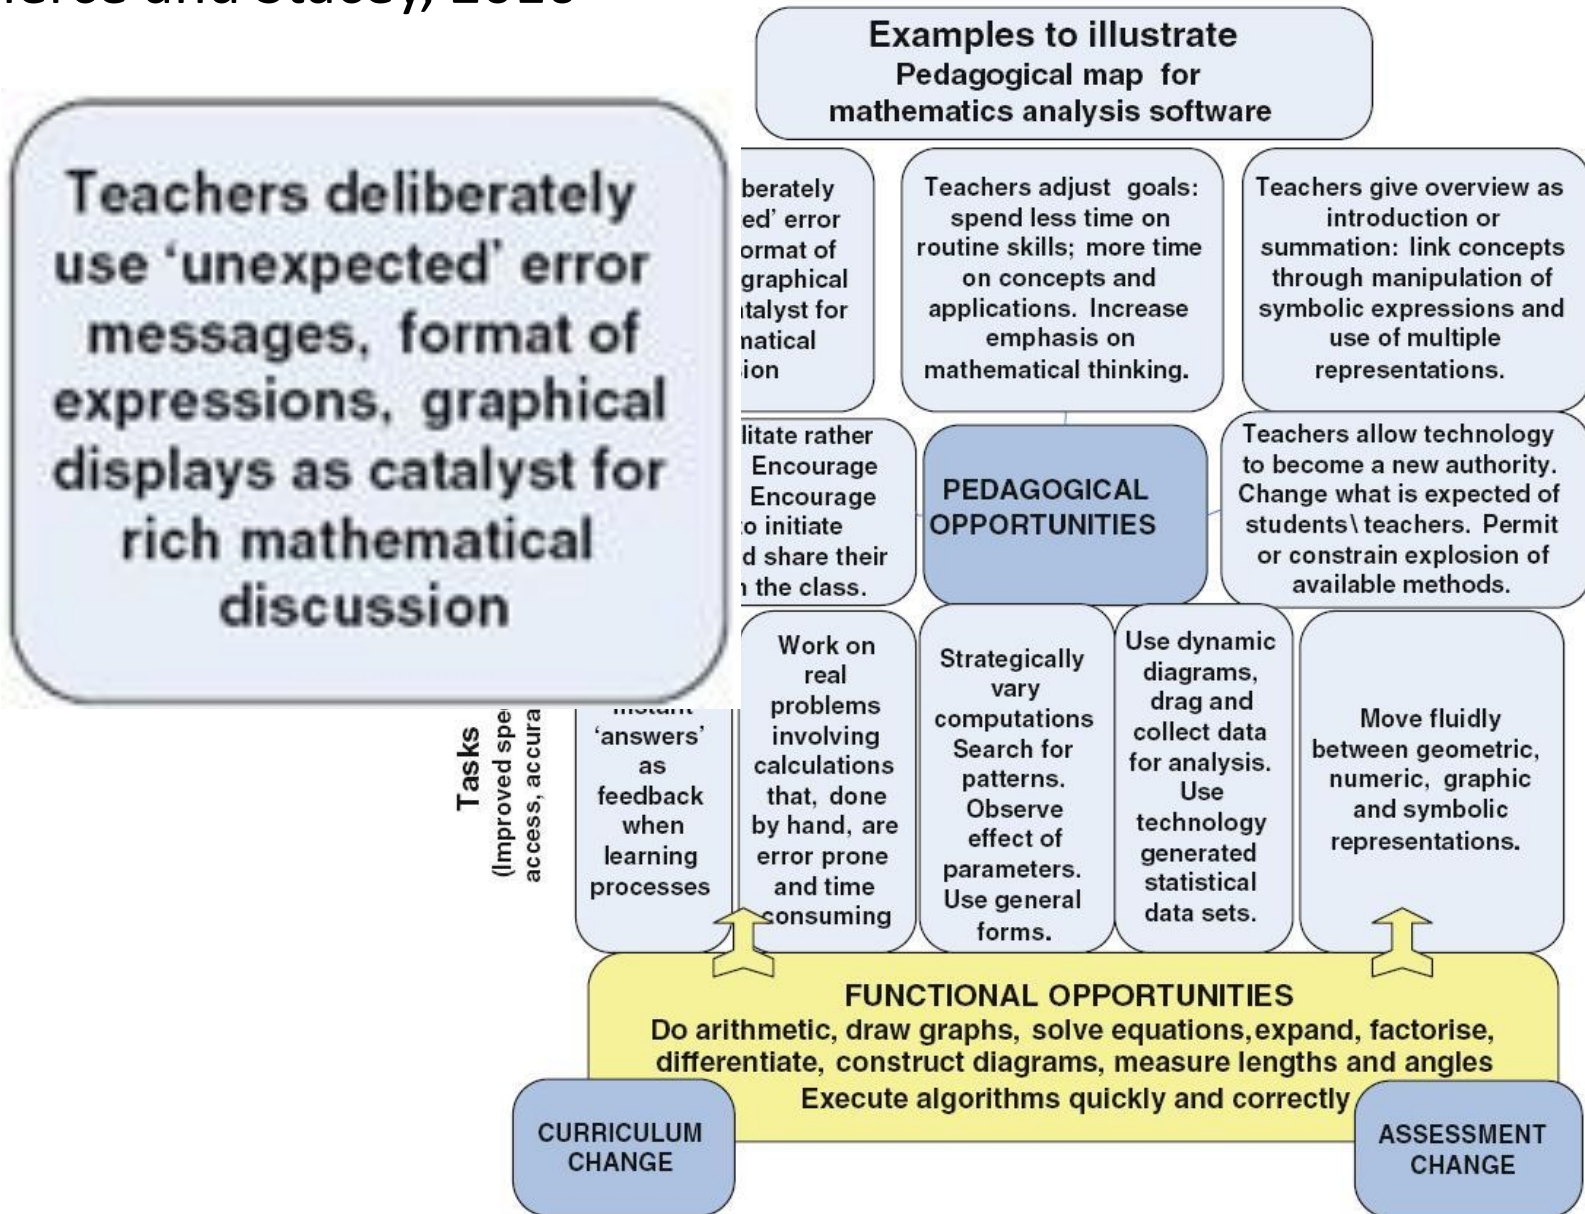 and Stacey, 2010
Examples to illustrate
Pedagogical map for
mathematics analysis software
Teachers deliberately
use ‘unexpected’ error
messages, format of
expressions, graphical
displays as catalyst for
rich mathematical
discussion
berately
ed’ error
ormat of
graphical
talyst for
matical
ion
Teachers adjust goals:
spend less time on
routine skills; more time
on concepts and
applications. Increase
emphasis on
mathematical thinking.
Teachers give overview as
introduction or
summation: link concepts
through manipulation of
symbolic expressions and
use of multiple
representations.
litate rather
Encourage
Encourage
o initiate
d share their
the class.
PEDAGOGICAL
OPPORTUNITIES
Teachers allow technology
to become a new authority.
Change what is expected of
students\ teachers. Permit
or constrain explosion of
available methods.
Tasks
(Improved spe
access, accura
instant
‘answers’
as
feedback
when
learning
processes
Work on
real
problems
involving
calculations
that, done
by hand, are
error prone
and time
consuming
Strategically
vary
computations
Search for
patterns.
Observe
effect of
parameters.
Use general
forms.
Use dynamic
diagrams,
drag and
collect data
for analysis.
Use
technology
generated
statistical
data sets.
Move fluidly
between geometric,
numeric, graphic
and symbolic
representations.
FUNCTIONAL OPPORTUNITIES
Do arithmetic, draw graphs, solve equations,expand, factorise,
differentiate, construct diagrams, measure lengths and angles
Execute algorithms quickly and correctly
CURRICULUM
CHANGE
ASSESSMENT
CHANGE